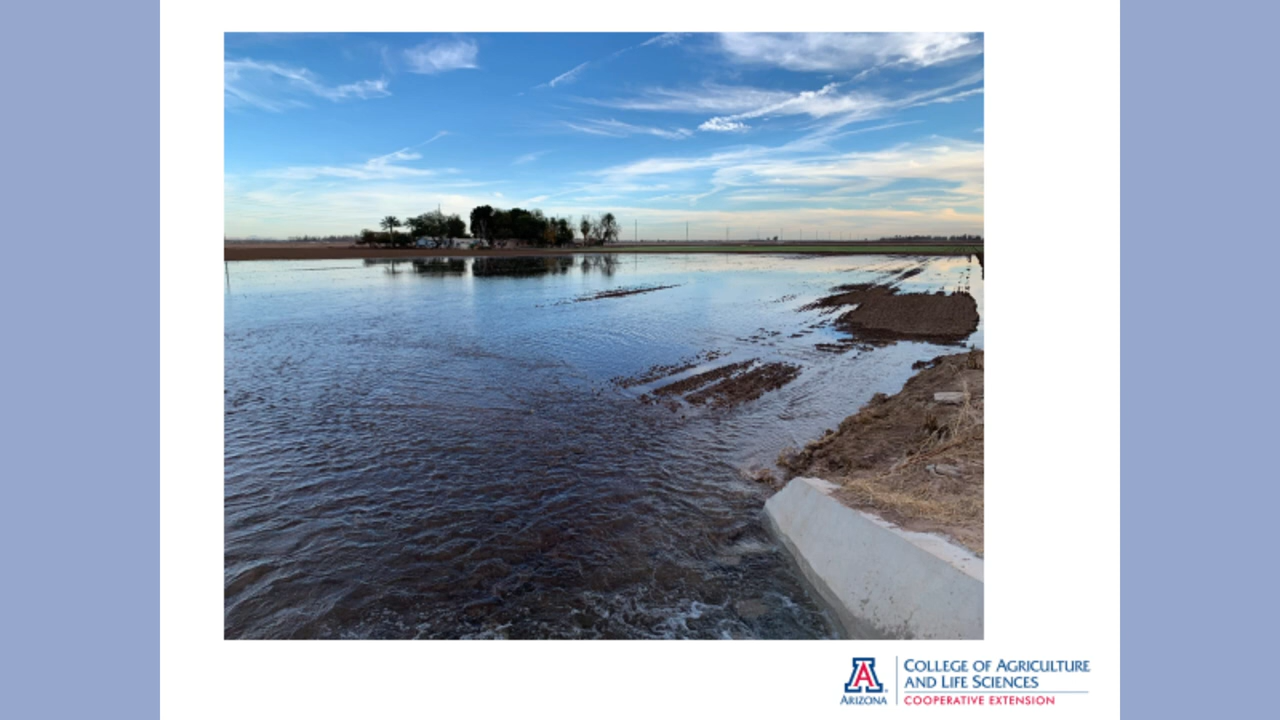 A
ARIZONA
COLLEGE OF AGRICULTURE
AND LIFE SCIENCES
COOPERATIVE EXTENSION